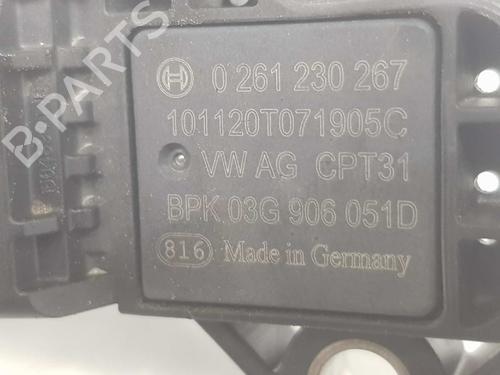 B-PARTS
0 261 230 267
101120T071905C
VW AG CPT31
BPK 03G 906 051D
816 Made in Germany